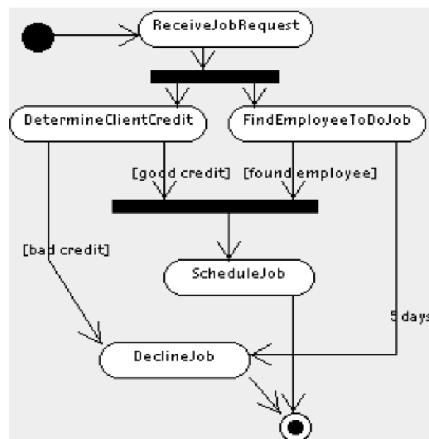 ReceiveJobRequest
DetermineClientCredit
FindEmployeeToDoJob
[good credit]
[found employee]
[bad credit]
ScheduleJob
5 days
DeclineJob